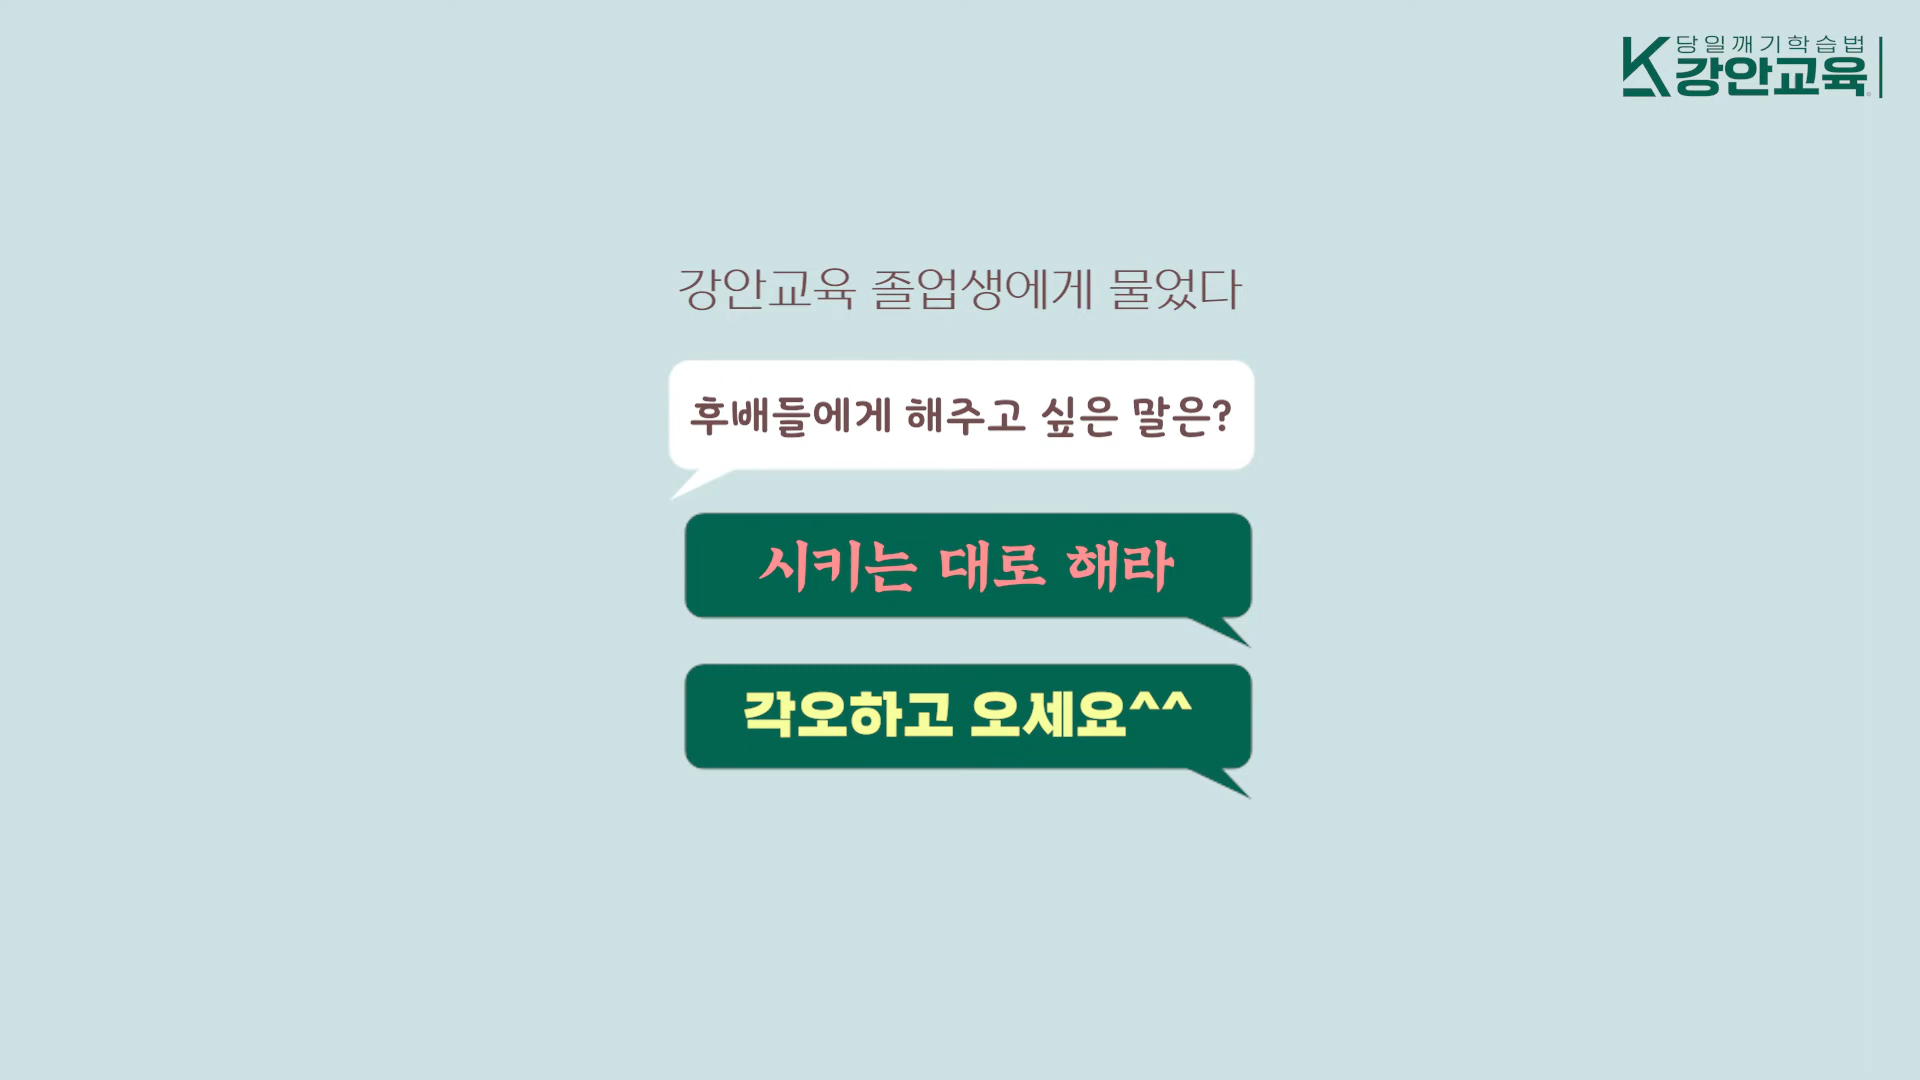 당일깨기학습법
강안교육
강안교육 졸업생에게 물었다
후배들에게 해주고 싶은 말은?
시키는 대로 해라
각오하고 오세요^^